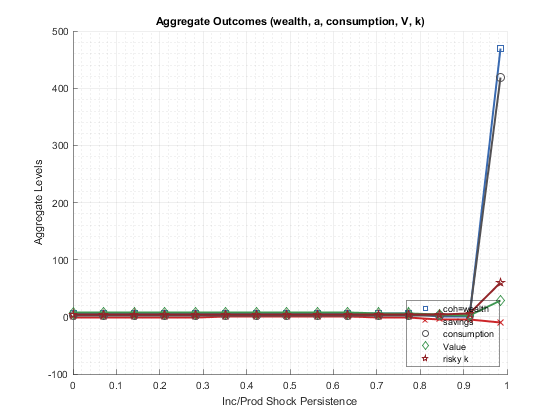 Aggregate Outcomes (wealth, a, consumption, V, k)
500
400
300
200
100
0
-100
Aggregate Levels
0 0.1 0.2 0.3 0.4 0.5 0.6 0.7 0.8 0.9 1
Inc/Prod Shock Persistence
coh=wealth
savings
consumption
Value
risky k